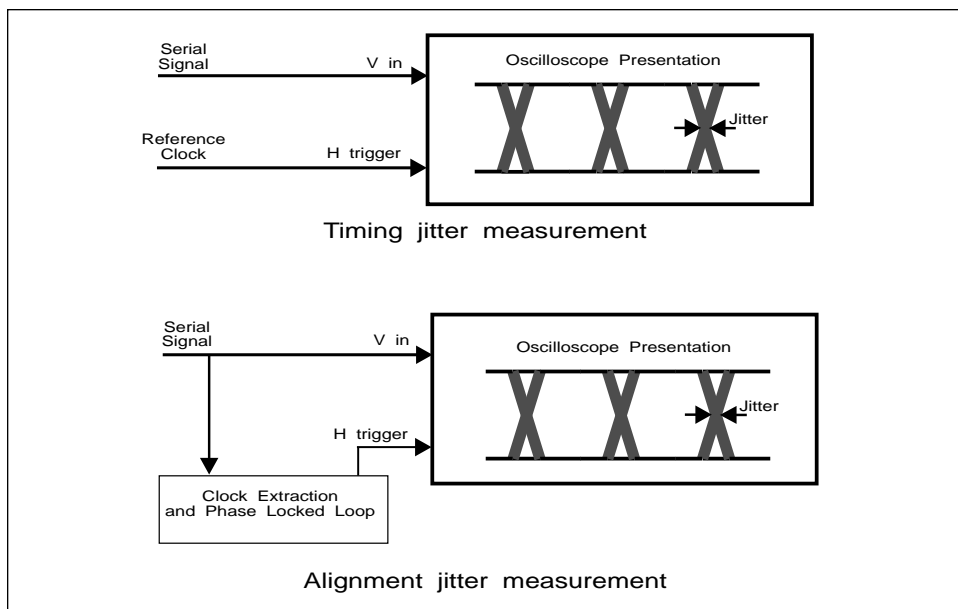 Serial
Signal
V in
Oscilloscope Presentation
Jitter
Reference
Clock
H trigger
Timing jitter measurement
Serial
Signal
V in
Oscilloscope Presentation
Jitter
H trigger
Clock Extraction
and Phase Locked Loop
Alignment jitter measurement